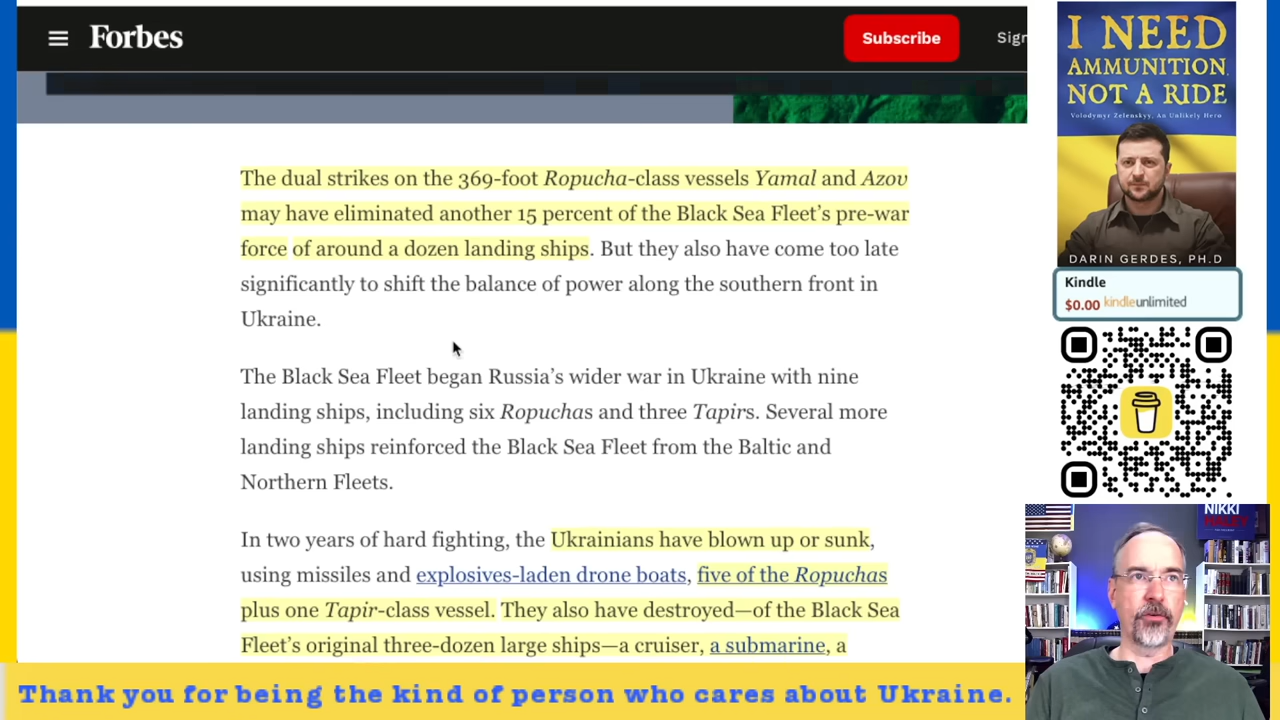 Forbes
Subscribe
Sign
The dual strikes on the 369-foot Ropucha-class vessels Yamal and Azov
may have eliminated another 15 percent of the Black Sea Fleet’s pre-war
force of around a dozen landing ships. But they also have come too late
significantly to shift the balance of power along the southern front in
Ukraine.
The Black Sea Fleet began Russia’s wider war in Ukraine with nine
landing ships, including six Ropuchas and three Tapirs. Several more
landing ships reinforced the Black Sea Fleet from the Baltic and
Northern Fleets.
In two years of hard fighting, the Ukrainians have blown up or sunk,
using missiles and explosives-laden drone boats, five of the Ropuchas
plus one Tapir-class vessel. They also have destroyed—of the Black Sea
Fleet’s original three-dozen large ships—a cruiser, a submarine, a
I NEED
AMMUNITION,
NOT A RIDE
Volodymyr Zelenskyy, An Unlikely Hero
DARIN GERDES, PH.D
Kindle
$0.00 kindleunlimited
NIKKI
HALEY
Thank you for being the kind of person who cares about Ukraine.